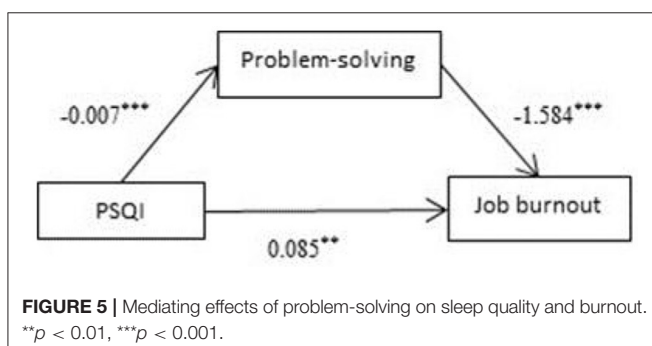 Problem-solving
-0.007***
-1.584***
PSQI
Job burnout
0.085**
FIGURE 5 | Mediating effects of problem-solving on sleep quality and burnout.
**p < 0.01, ***p < 0.001.